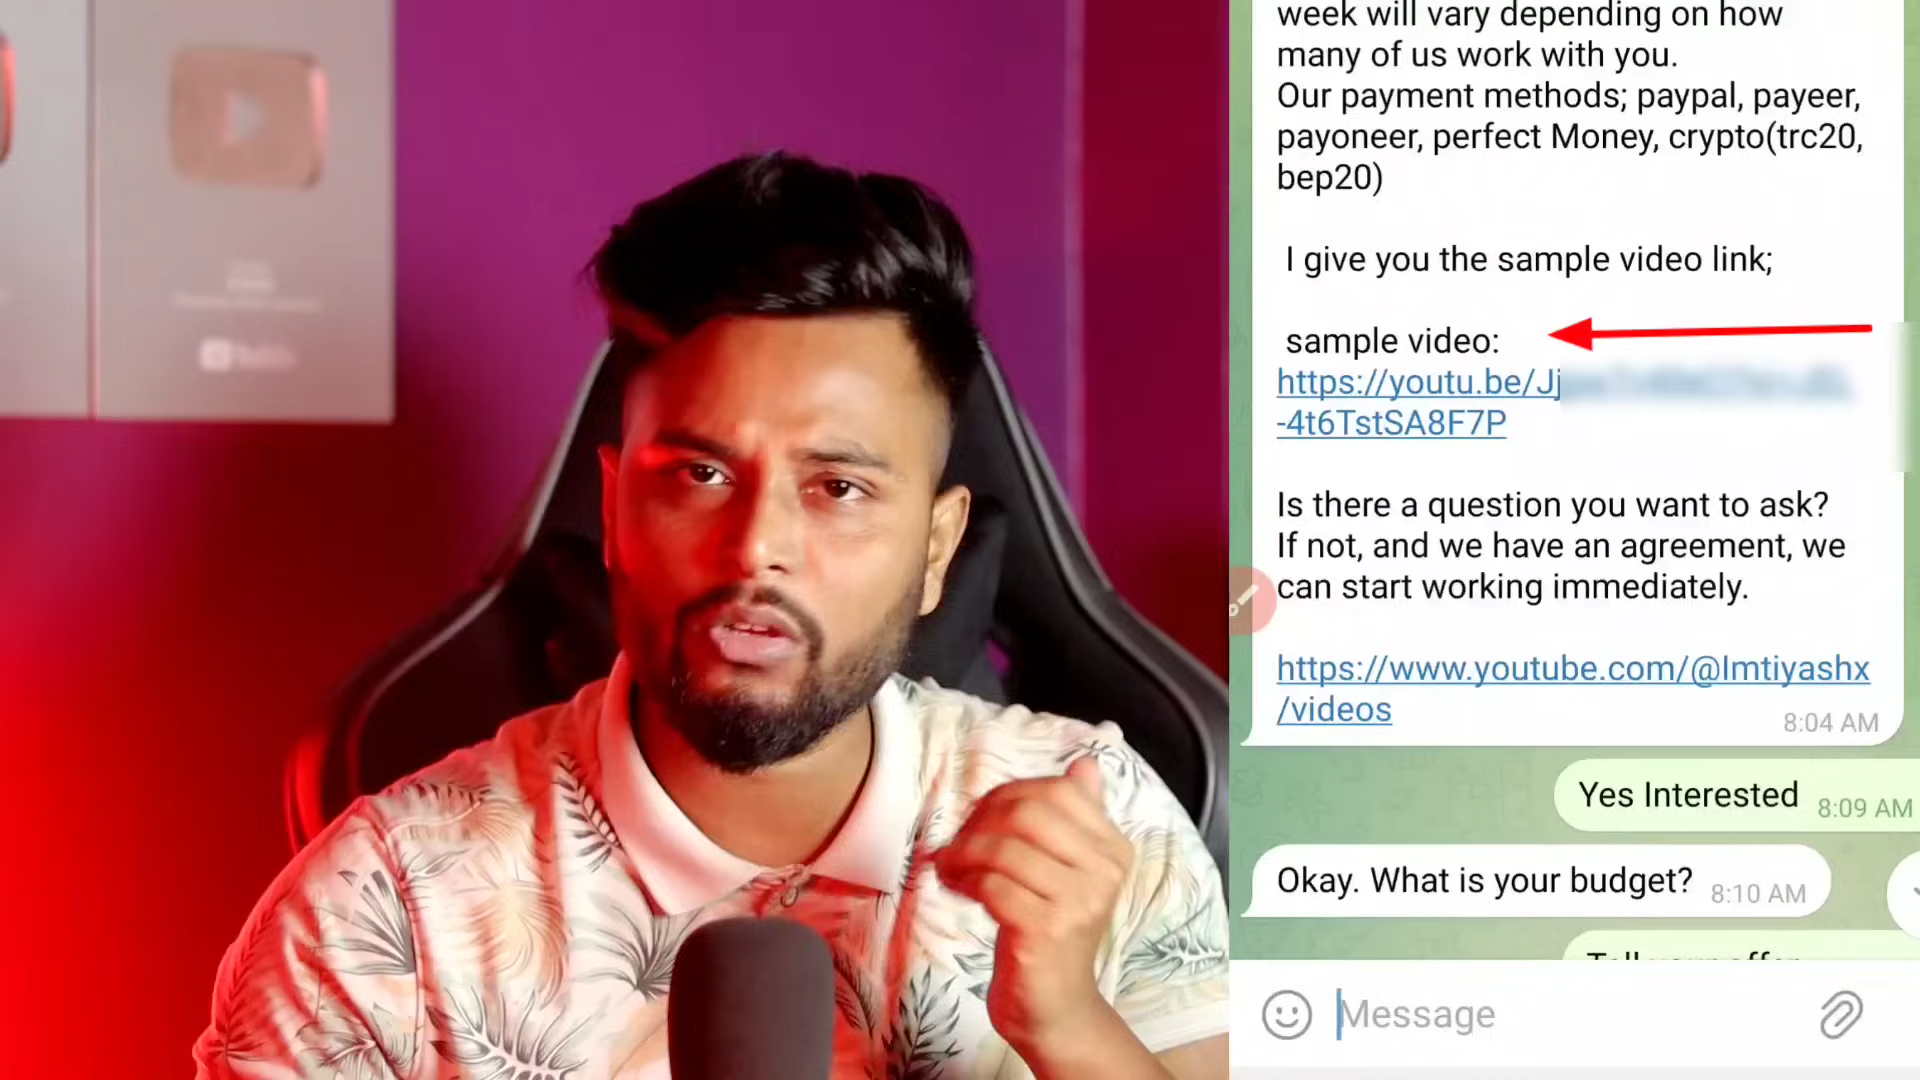 week will vary depending on how
many of us work with you.
Our payment methods; paypal, payeer,
payoneer, perfect Money, crypto(trc20,
bep20)
I give you the sample video link;
sample video:
https://youtu.be/Jj
-4t6TstSA8F7P
Is there a question you want to ask?
If not, and we have an agreement, we
can start working immediately.
https://www.youtube.com/@Imtiyashx
/videos
8:04 AM
Yes Interested 8:09 AM
Okay. What is your budget? 8:10 AM
Message